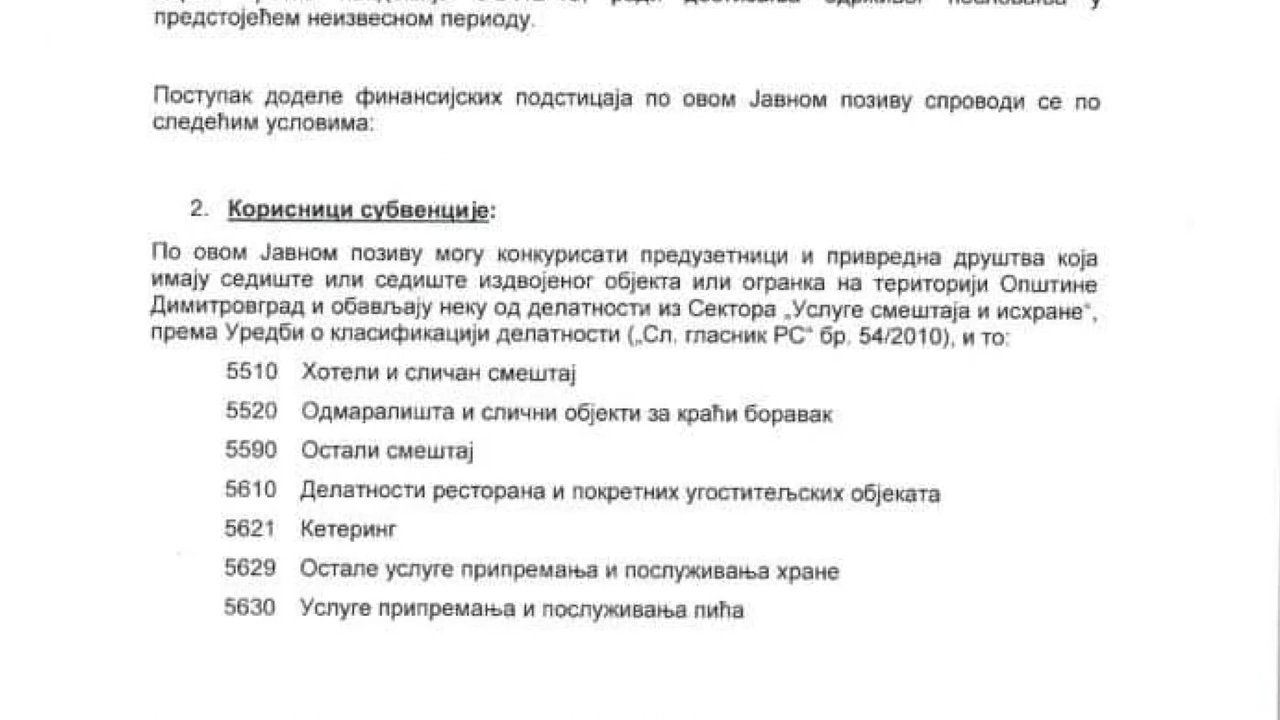 предстојећем неизвесном периоду.
Поступак доделе финансијских подстицаја по овом Јавном позиву спроводи се по
следећим условима:
2. Корисници субвенције:
По овом Јавном позиву могу конкурисати предузетници и привредна друштва која
имају седиште или седиште издвојеног објекта или огранка на територији Општине
Димитровград и обављају неку од делатности из Сектора „Услуге смештаја и исхране“,
према Уредби о класификацији делатности („Сл. гласник РС“ бр. 54/2010), и то:
5510 Хотели и сличан смештај
5520 Одмаралишта и слични објекти за краћи боравак
5590 Остали смештај
5610 Делатности ресторана и покретних угоститељских објеката
5621 Кетеринг
5629 Остале услуге припремања и послуживања хране
5630 Услуге припремања и послуживања пића